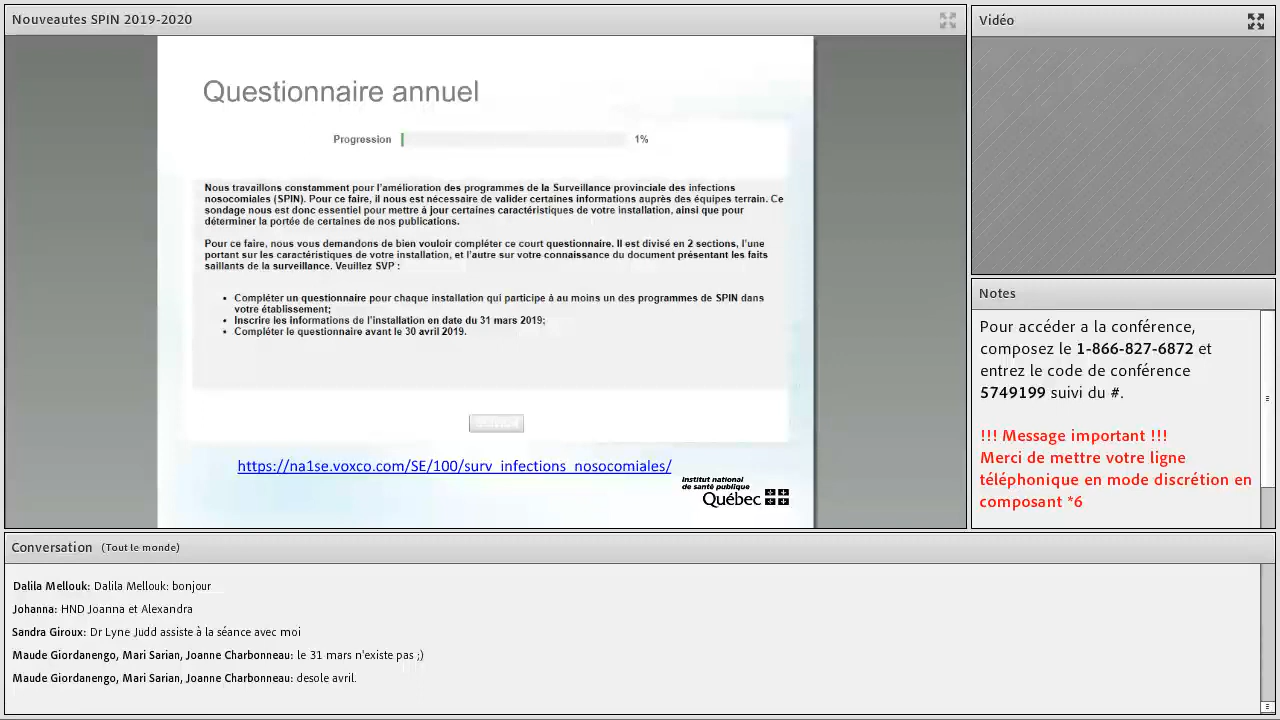 Nouveautes SPIN 2019-2020
Questionnaire annuel
Progression 1%
Nous travaillons constamment pour l'amélioration des programmes de la Surveillance provinciale des infections
nosocomiales (SPIN). Pour ce faire, il nous est nécessaire de valider certaines informations auprès des équipes terrain. Ce
sondage nous est donc essentiel pour mettre à jour certaines caractéristiques de votre installation, ainsi que pour
déterminer la portée de certaines de nos publications.
Pour ce faire, nous vous demandons de bien vouloir compléter ce court questionnaire. Il est divisé en 2 sections, l'une
portant sur les caractéristiques de votre installation, et l'autre sur votre connaissance du document présentant les faits
saillants de la surveillance. Veuillez SVP :
• Compléter un questionnaire pour chaque installation qui participe à au moins un des programmes de SPIN dans
votre établissement;
• Inscrire les informations de l'installation en date du 31 mars 2019;
• Compléter le questionnaire avant le 30 avril 2019.
https://na1se.voxco.com/SE/100/surv_infections_nosocomiales/
Institut national
de santé publique
Québec
Vidéo
Notes
Pour accéder a la conférence,
composez le 1-866-827-6872 et
entrez le code de conférence
5749199 suivi du #.
!!! Message important !!!
Merci de mettre votre ligne
téléphonique en mode discrétion en
composant *6
Conversation (Tout le monde)
Dalila Mellouk: Dalila Mellouk: bonjour
Johanna: HND Joanna et Alexandra
Sandra Giroux: Dr Lyne Judd assiste à la séance avec moi
Maude Giordanengo, Mari Sarian, Joanne Charbonneau: le 31 mars n'existe pas ;)
Maude Giordanengo, Mari Sarian, Joanne Charbonneau: desole avril.